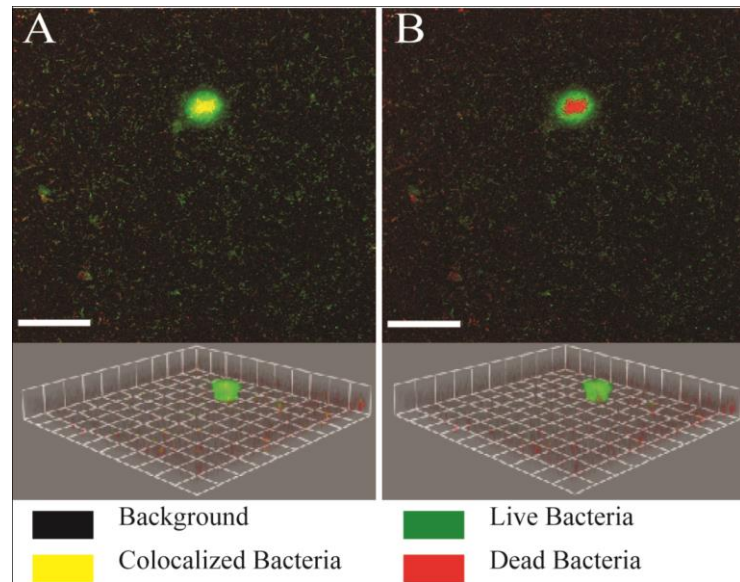 A
B
Background
Live Bacteria
Colocalized Bacteria
Dead Bacteria